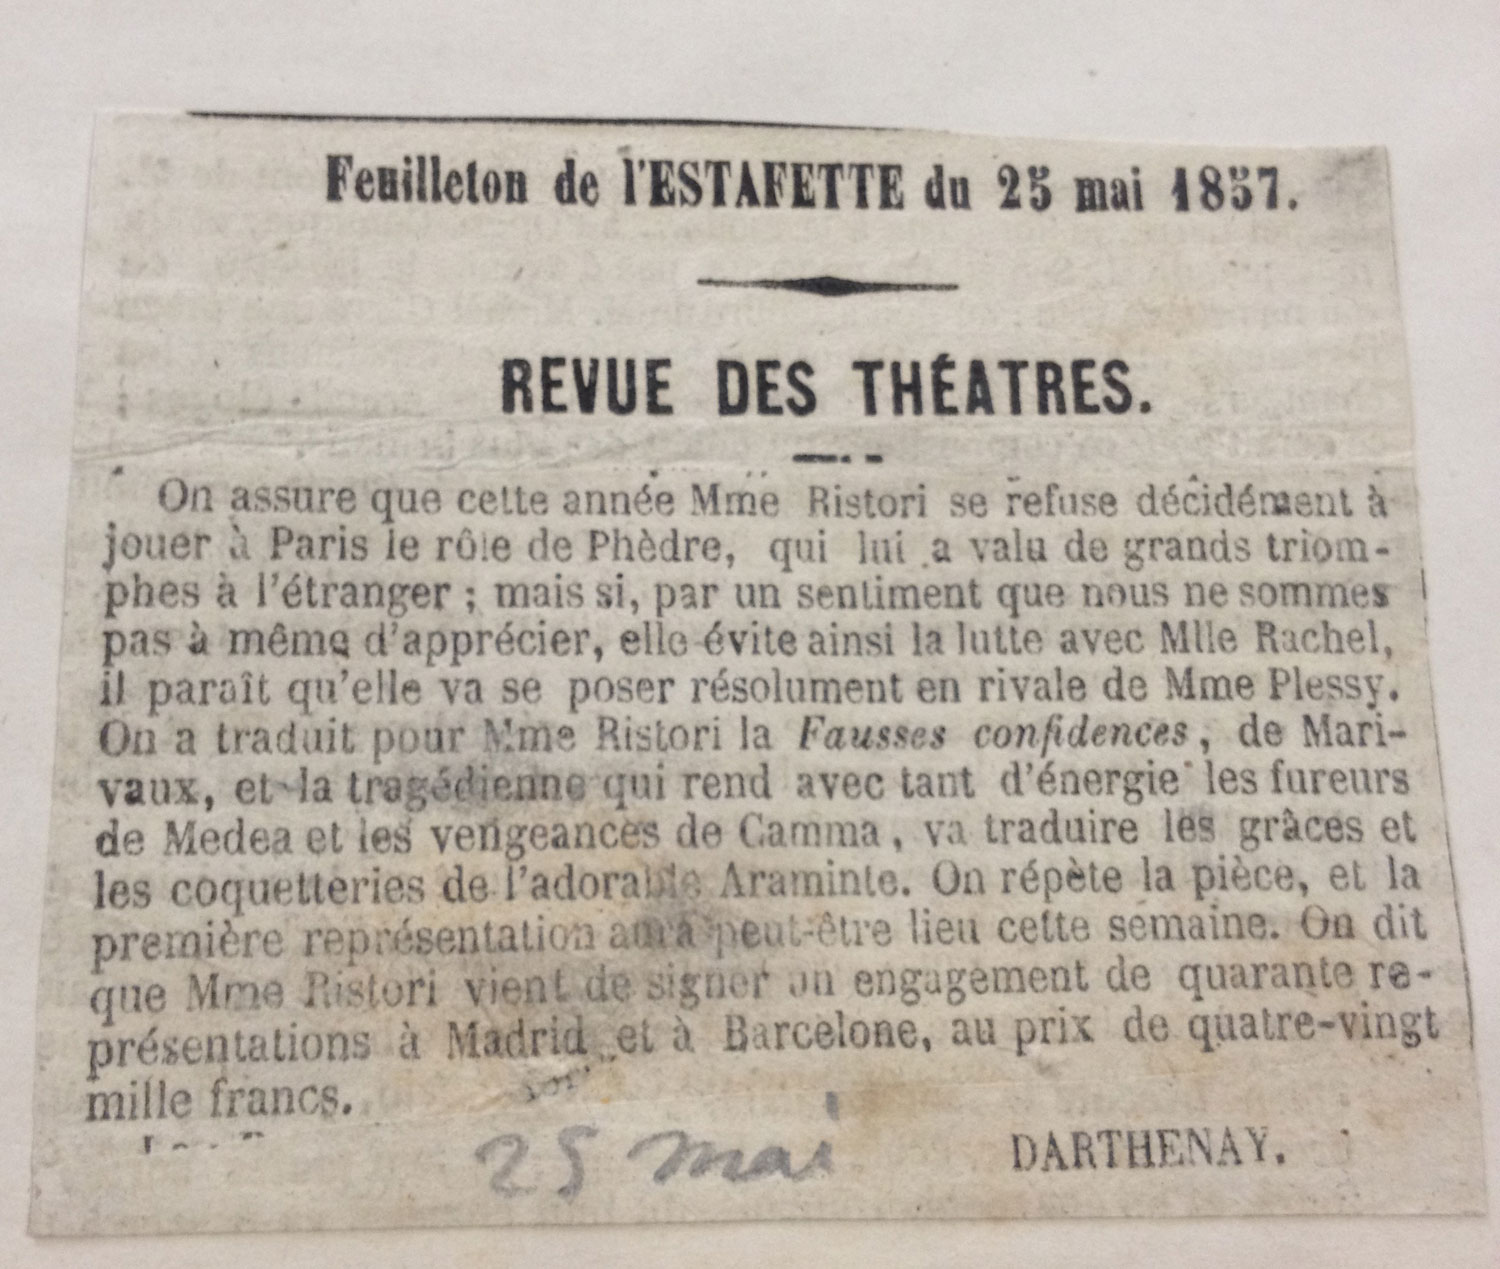 Feuilleton de l'ESTAFETTE du 25 mai 1857.
REVUE DES THÉATRES.
On assure que cette année Mme Ristori se refuse décidément à
jouer à Paris le rôle de Phèdre, qui lui a valu de grands triom-
phes à l'étranger ; mais si, par un sentiment que nous ne sommes
pas à même d'apprécier, elle évite ainsi la lutte avec Mlle Rachel,
il paraît qu'elle va se poser résolument en rivale de Mme Plessy.
On a traduit pour Mme Ristori la Fausses confidences, de Mari-
vaux, et la tragédienne qui rend avec tant d'énergie les fureurs
de Medea et les vengeances de Camma, va traduire les grâces et
les coquetteries de l'adorable Araminte. On répète la pièce, et la
première représentation aura peut-être lieu cette semaine. On dit
que Mme Ristori vient de signer un engagement de quarante re-
présentations à Madrid et à Barcelone, au prix de quatre-vingt
mille francs.
25 mai
DARTHENAY.